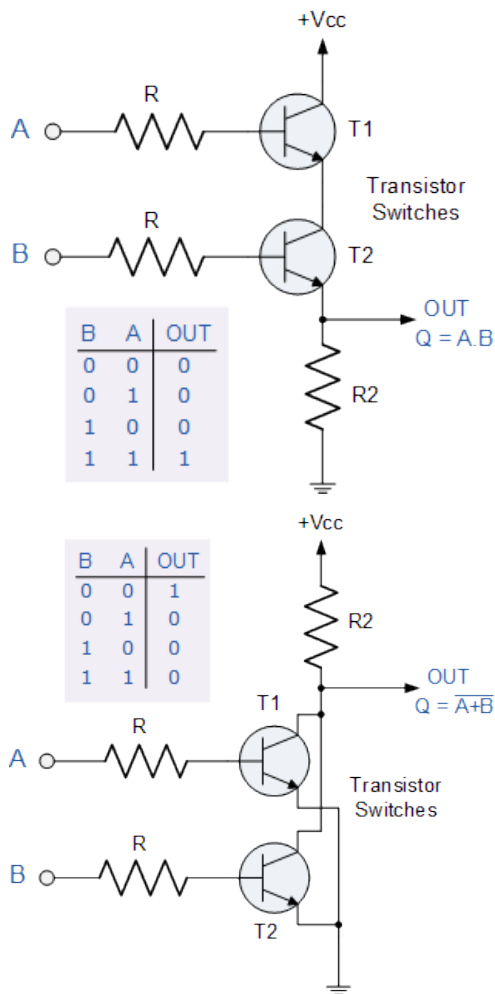 +Vcc
R
A
T1
Transistor
Switches
R
B
T2
OUT
Q = A.B
B A OUT
0 0 0
0 1 0
1 0 0
1 1 1
R2
+Vcc
B A OUT
0 0 1
0 1 0
1 0 0
1 1 0
R2
OUT
Q = A̅+̅B̅
T1
R
A
Transistor
Switches
R
B
T2